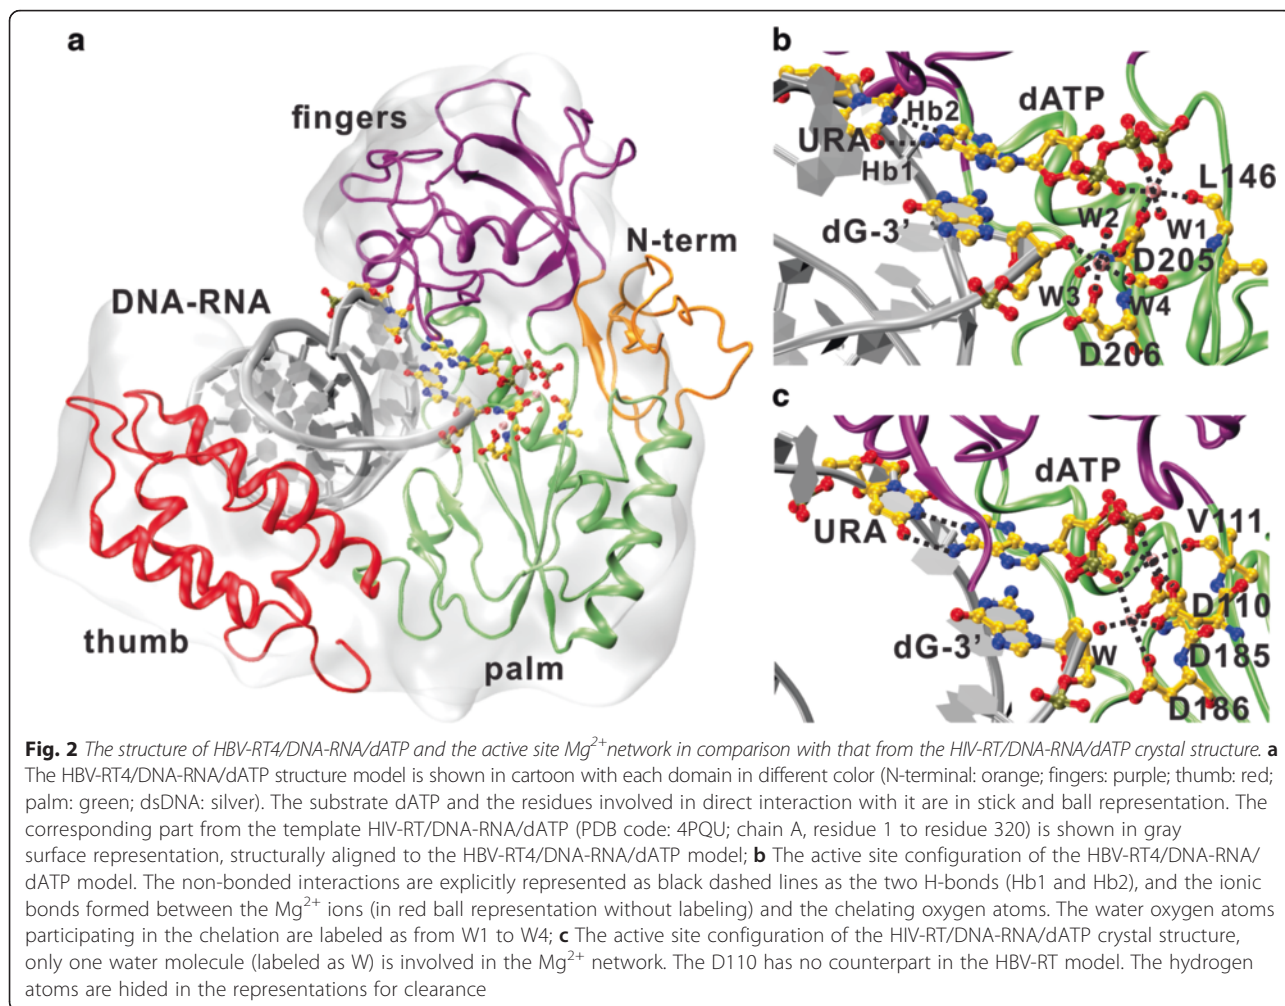 a
fingers
N-term
DNA-RNA
thumb
palm
b
dATP
Hb2
URA
Hb1
L146
dG-3’
W2
W1
D205
W3
W4
D206
c
dATP
URA
V111
D110
dG-3’
W
D185
D186
Fig. 2 The structure of HBV-RT4/DNA-RNA/dATP and the active site Mg2+network in comparison with that from the HIV-RT/DNA-RNA/dATP crystal structure. a
The HBV-RT4/DNA-RNA/dATP structure model is shown in cartoon with each domain in different color (N-terminal: orange; fingers: purple; thumb: red;
palm: green; dsDNA: silver). The substrate dATP and the residues involved in direct interaction with it are in stick and ball representation. The
corresponding part from the template HIV-RT/DNA-RNA/dATP (PDB code: 4PQU; chain A, residue 1 to residue 320) is shown in gray
surface representation, structurally aligned to the HBV-RT4/DNA-RNA/dATP model; b The active site configuration of the HBV-RT4/DNA-RNA/
dATP model. The non-bonded interactions are explicitly represented as black dashed lines as the two H-bonds (Hb1 and Hb2), and the ionic
bonds formed between the Mg2+ ions (in red ball representation without labeling) and the chelating oxygen atoms. The water oxygen atoms
participating in the chelation are labeled as from W1 to W4; c The active site configuration of the HIV-RT/DNA-RNA/dATP crystal structure,
only one water molecule (labeled as W) is involved in the Mg2+ network. The D110 has no counterpart in the HBV-RT model. The hydrogen
atoms are hided in the representations for clearance